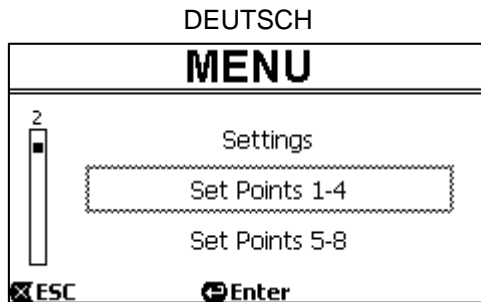 DEUTSCH
MENU
2
Settings
Set Points 1-4
Set Points 5-8
ESC Enter